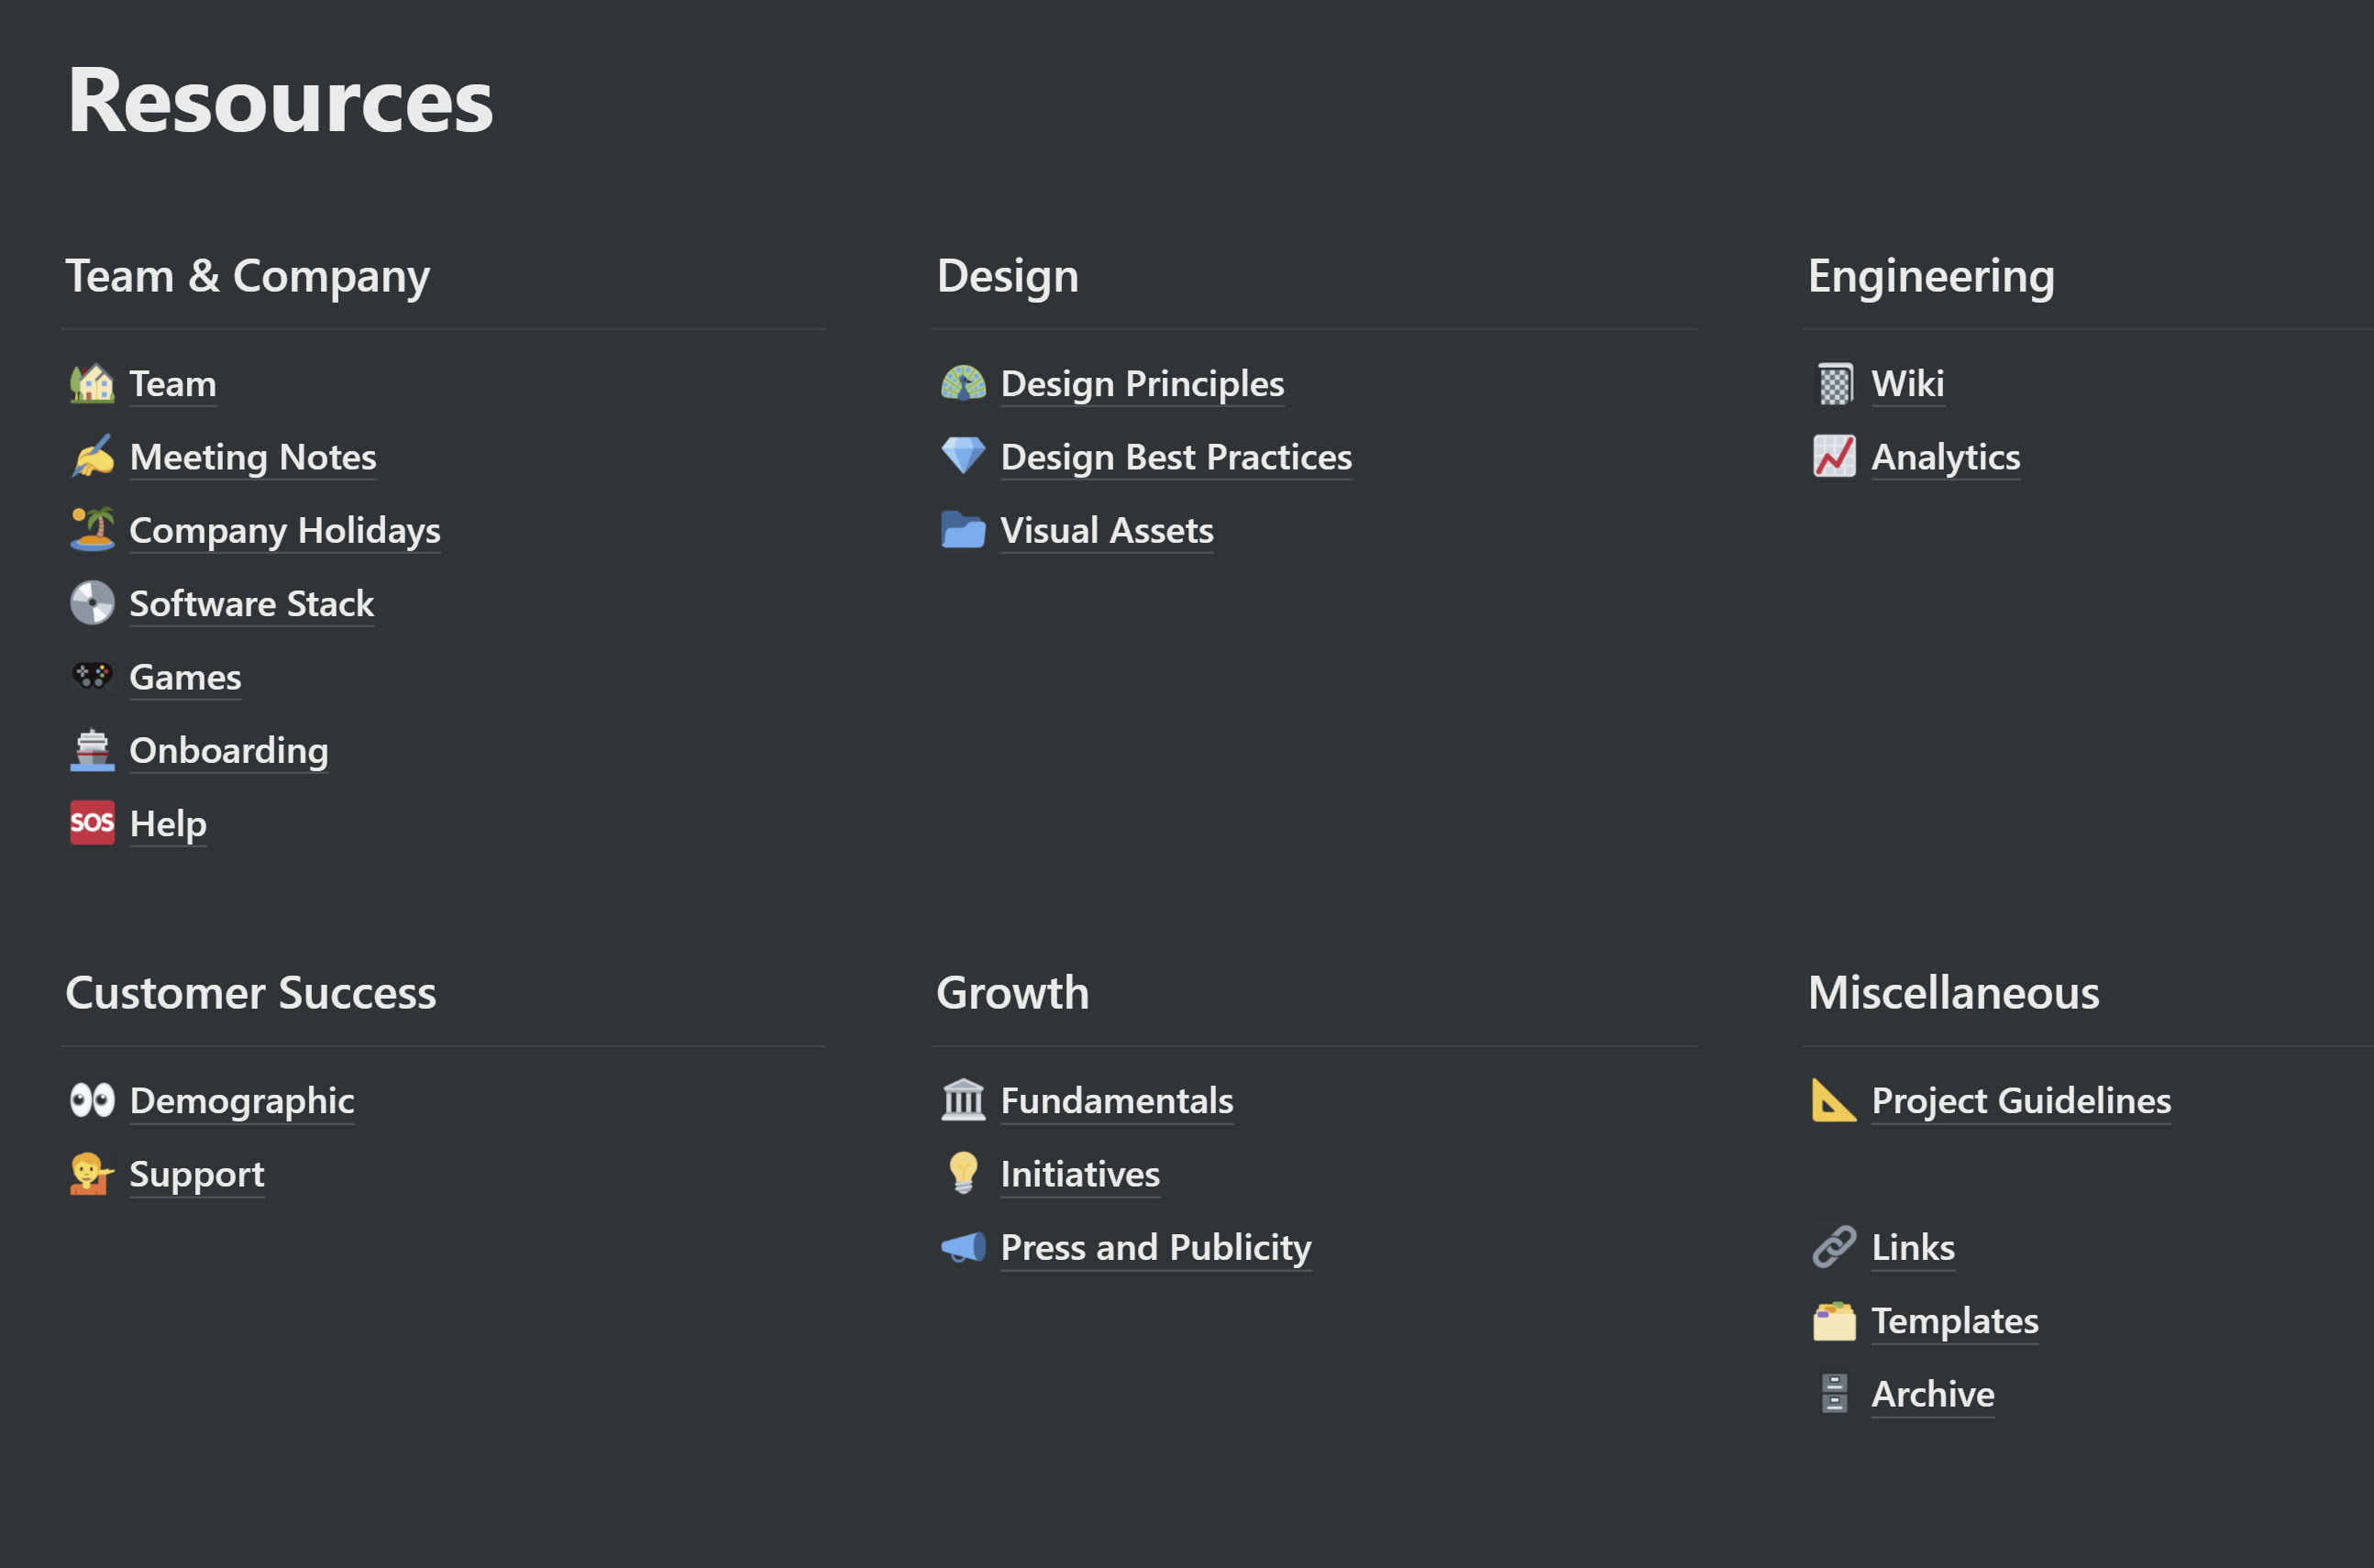 Resources
Team & Company
Team
Meeting Notes
Company Holidays
Software Stack
Games
Onboarding
SOS Help
Design
Design Principles
Design Best Practices
Visual Assets
Engineering
Wiki
Analytics
Customer Success
Demographic
Support
Growth
Fundamentals
Initiatives
Press and Publicity
Miscellaneous
Project Guidelines
Links
Templates
Archive